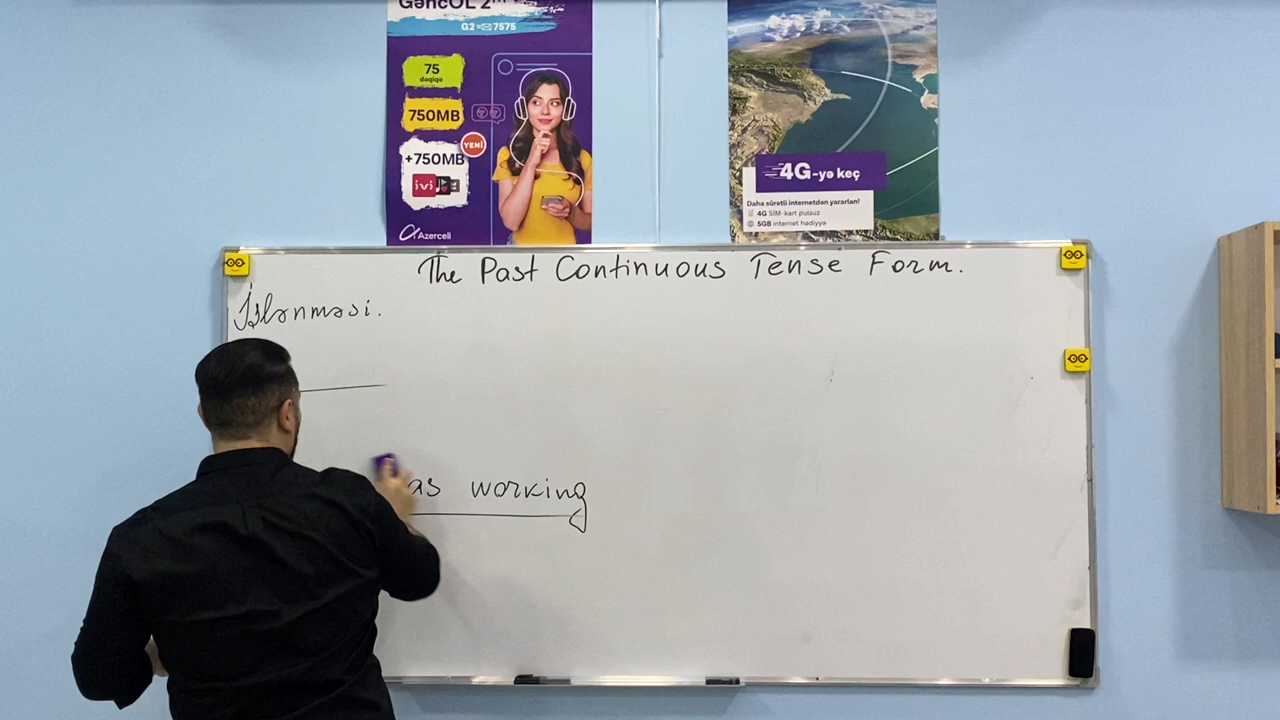 GəncOL 2
G2 7575
75
dəqiqə
750MB
YENİ
+750MB
ivi
Azercell
4G-yə keç
Daha sürətli internetdən yararlan!
4G SİM-kart pulsuz
5GB internet hədiyyə
The Past Continuous Tense Form.
İşlənməsi.
as working